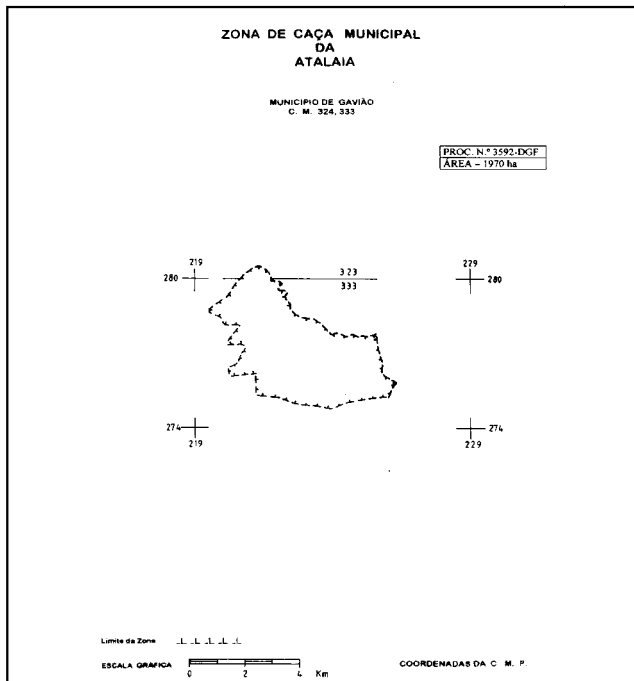 ZONA DE CAÇA MUNICIPAL
DA
ATALAIA
MUNICIPIO DE GAVIÃO
C. M. 324, 333
PROC. N.º 3592-DGF
ÁREA – 1970 ha
219
229
280
323
333
280
274
219
274
229
Limite da Zona
ESCALA GRÁFICA
0 2 4 Km
COORDENADAS DA C. M. P.